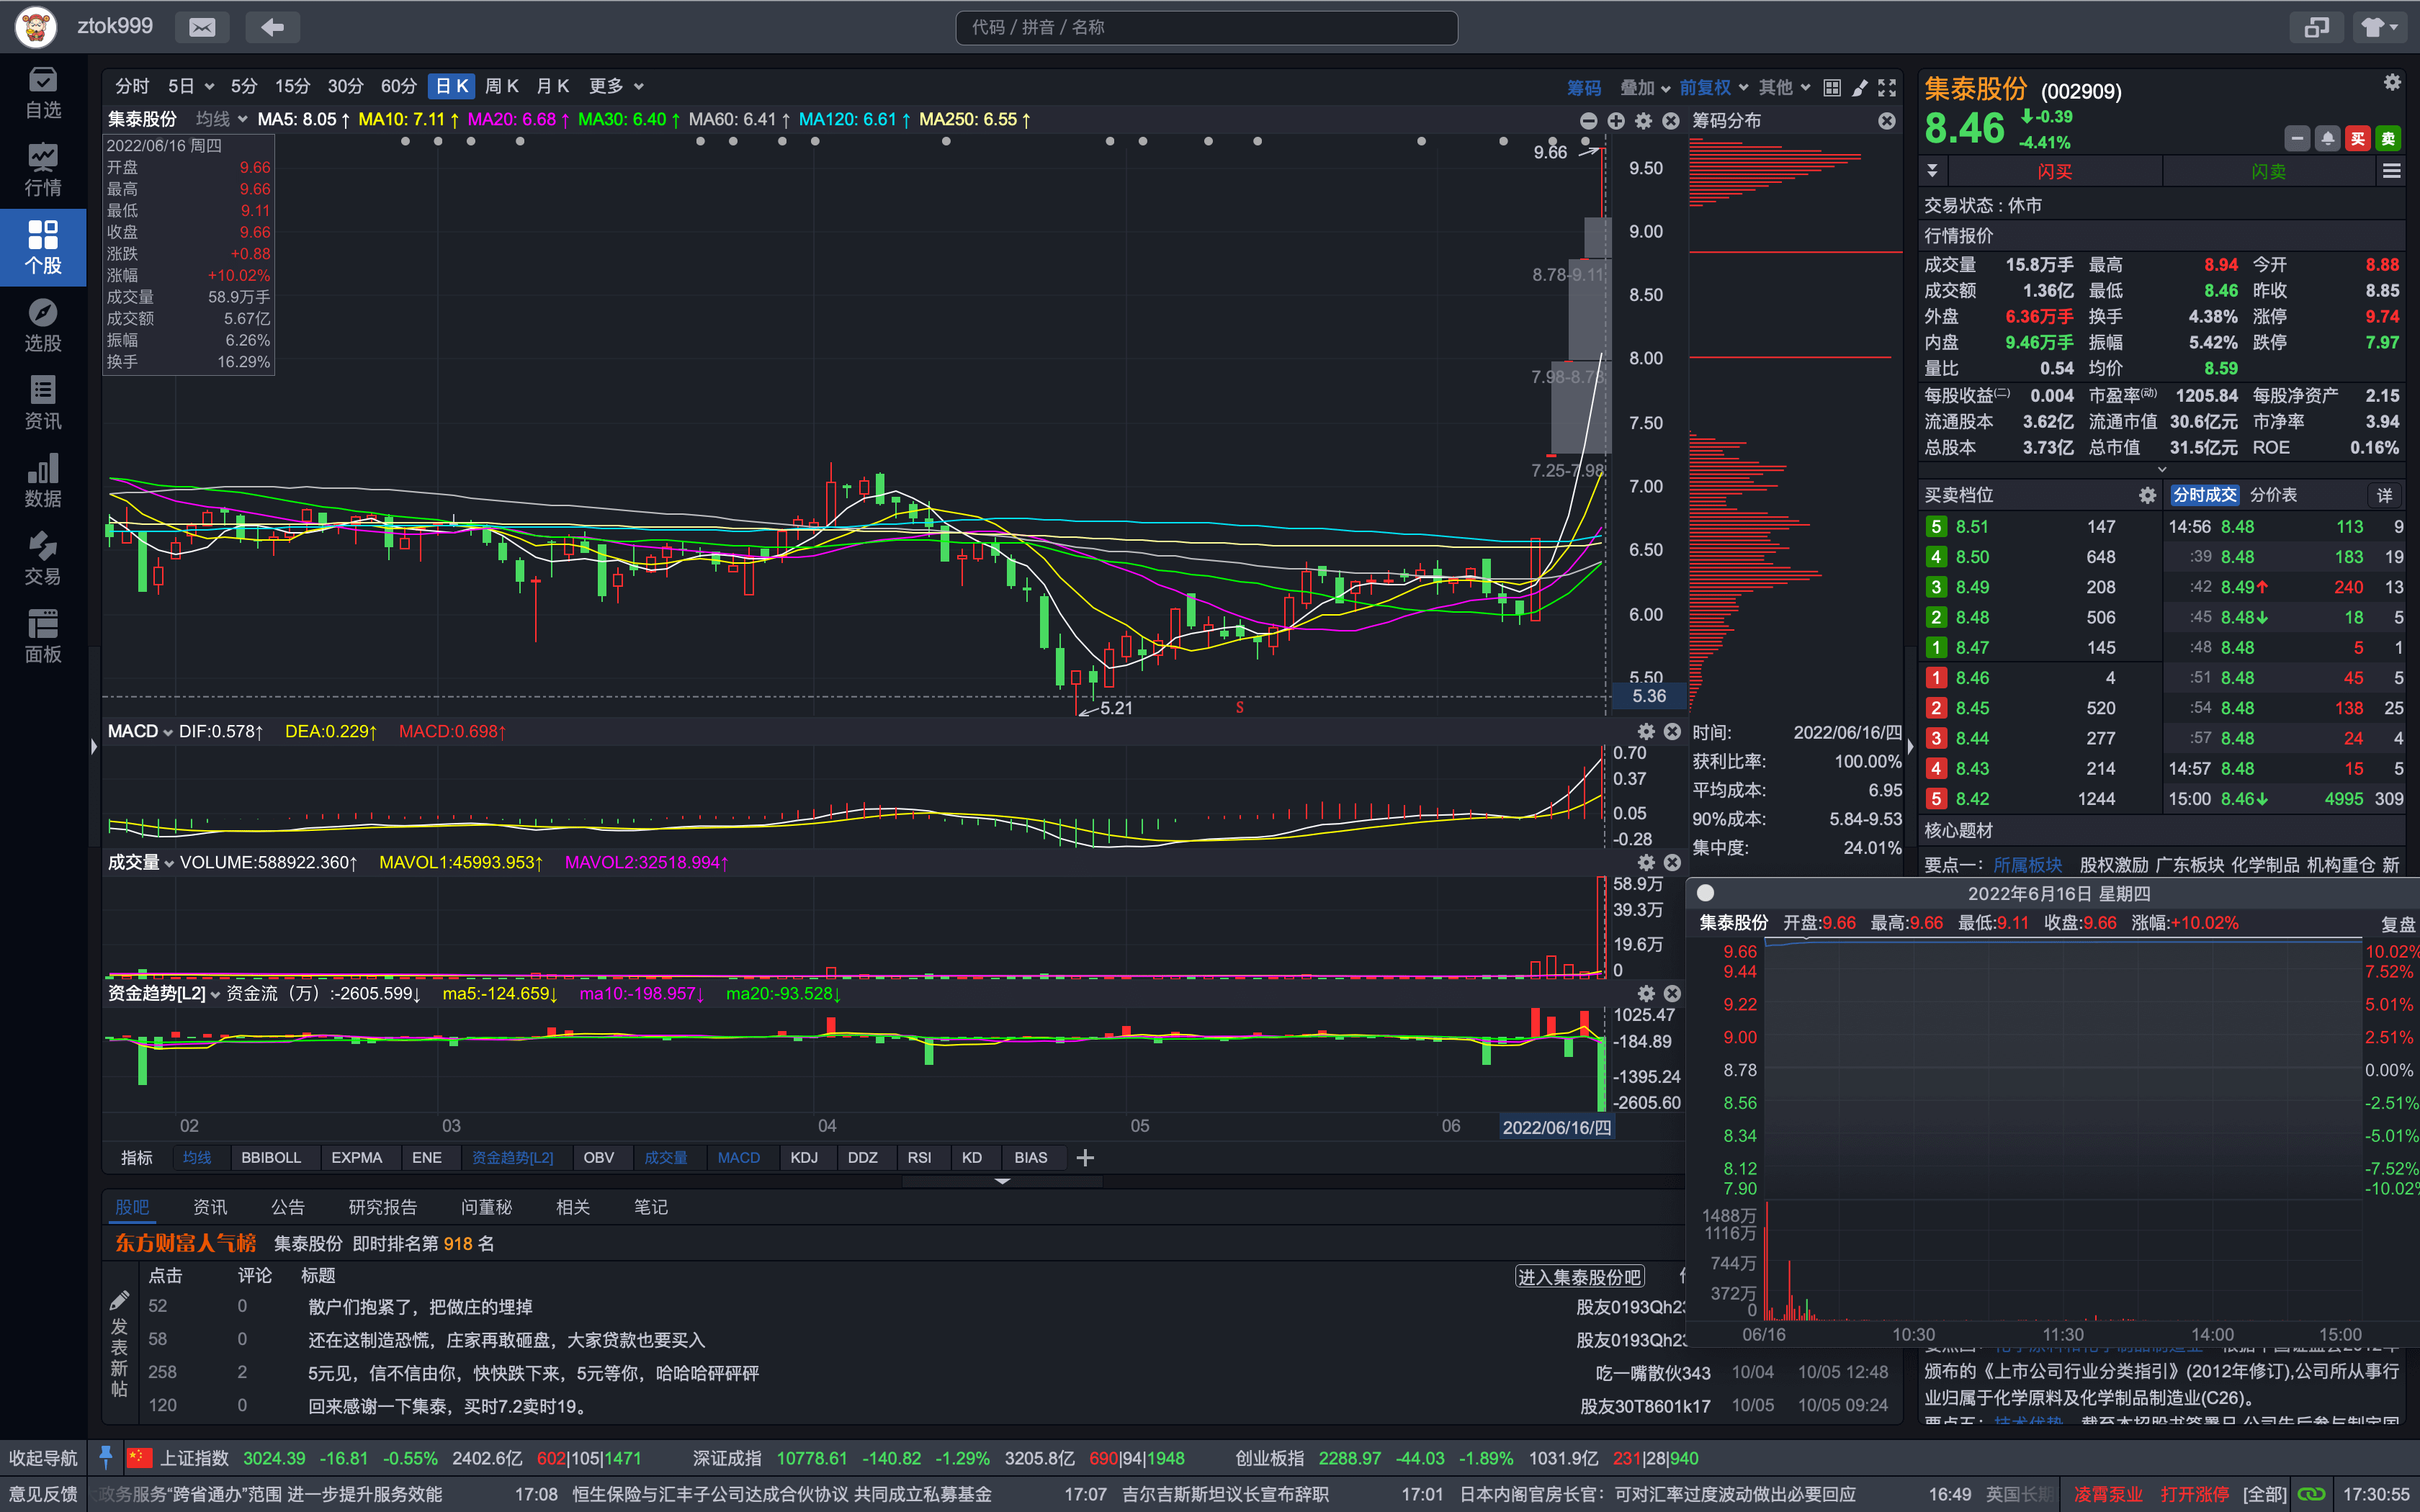 ztok999
代码 / 拼音 / 名称
自选
行情
个股
选股
资讯
数据
交易
面板
分时 5日 5分 15分 30分 60分 日K 周K 月K 更多
筹码 叠加 前复权 其他
集泰股份 均线 MA5: 8.05↑ MA10: 7.11↑ MA20: 6.68↑ MA30: 6.40↑ MA60: 6.41↑ MA120: 6.61↑ MA250: 6.55↑
筹码分布
2022/06/16 周四
开盘 9.66
最高 9.66
最低 9.11
收盘 9.66
涨跌 +0.88
涨幅 +10.02%
成交量 58.9万手
成交额 5.67亿
振幅 6.26%
换手 16.29%
9.66
8.78-9.11
7.98-8.78
7.25-7.98
5.21
S
9.50
9.00
8.50
8.00
7.50
7.00
6.50
6.00
5.50
5.36
MACD DIF:0.578↑ DEA:0.229↑ MACD:0.698↑
0.70
0.37
0.05
-0.28
成交量 VOLUME:588922.360↑ MAVOL1:45993.953↑ MAVOL2:32518.994↑
58.9万
39.3万
19.6万
0
资金趋势[L2] 资金流（万）:-2605.599↓ ma5:-124.659↓ ma10:-198.957↓ ma20:-93.528↓
1025.47
-184.89
-1395.24
-2605.60
02 03 04 05 06 2022/06/16/四
指标 均线 BBIBOLL EXPMA ENE 资金趋势[L2] OBV 成交量 MACD KDJ DDZ RSI KD BIAS
时间: 2022/06/16/四
获利比率: 100.00%
平均成本: 6.95
90%成本: 5.84-9.53
集中度: 24.01%
股吧 资讯 公告 研究报告 问董秘 相关 笔记
东方财富人气榜 集泰股份 即时排名第 918 名
点击 评论 标题
进入集泰股份吧
发表新帖
52 0 散户们抱紧了，把做庄的埋掉 股友0193Qh23
58 0 还在这制造恐慌，庄家再敢砸盘，大家贷款也要买入 股友0193Qh23
258 2 5元见，信不信由你，快快跌下来，5元等你，哈哈哈砰砰砰 吃一嘴散伙343 10/04 10/05 12:48
120 0 回来感谢一下集泰，买时7.2卖时19。 股友30T8601k17 10/05 10/05 09:24
集泰股份 (002909)
8.46 -0.39
-4.41%
买 卖
闪买 闪卖
交易状态 : 休市
行情报价
成交量 15.8万手 最高 8.94 今开 8.88
成交额 1.36亿 最低 8.46 昨收 8.85
外盘 6.36万手 换手 4.38% 涨停 9.74
内盘 9.46万手 振幅 5.42% 跌停 7.97
量比 0.54 均价 8.59
每股收益(二) 0.004 市盈率(动) 1205.84 每股净资产 2.15
流通股本 3.62亿 流通市值 30.6亿元 市净率 3.94
总股本 3.73亿 总市值 31.5亿元 ROE 0.16%
买卖档位
5 8.51 147
4 8.50 648
3 8.49 208
2 8.48 506
1 8.47 145
1 8.46 4
2 8.45 520
3 8.44 277
4 8.43 214
5 8.42 1244
分时成交 分价表 详
14:56 8.48 113 9
:39 8.48 183 19
:42 8.49↑ 240 13
:45 8.48↓ 18 5
:48 8.48 5 1
:51 8.48 45 5
:54 8.48 138 25
:57 8.48 24 4
14:57 8.48 15 5
15:00 8.46↓ 4995 309
核心题材
要点一： 所属板块 股权激励 广东板块 化学制品 机构重仓 新
2022年6月16日 星期四
集泰股份 开盘:9.66 最高:9.66 最低:9.11 收盘:9.66 涨幅:+10.02% 复盘
9.66 10.02%
9.44 7.52%
9.22 5.01%
9.00 2.51%
8.78 0.00%
8.56 -2.51%
8.34 -5.01%
8.12 -7.52%
7.90 -10.02%
1488万
1116万
744万
372万
0
06/16 10:30 11:30 14:00 15:00
颁布的《上市公司行业分类指引》(2012年修订),公司所从事行
业归属于化学原料及化学制品制造业(C26)。
要点五： 技术优势 截至本招股书签署日,公司先后参与制定国
收起导航 上证指数 3024.39 -16.81 -0.55% 2402.6亿 602|105|1471 深证成指 10778.61 -140.82 -1.29% 3205.8亿 690|94|1948 创业板指 2288.97 -44.03 -1.89% 1031.9亿 231|28|940
意见反馈 政务服务“跨省通办”范围 进一步提升服务效能 17:08 恒生保险与汇丰子公司达成合伙协议 共同成立私募基金 17:07 吉尔吉斯斯坦议长宣布辞职 17:01 日本内阁官房长官：可对汇率过度波动做出必要回应 16:49 英国长期 凌霄泵业 打开涨停 [全部] 17:30:55